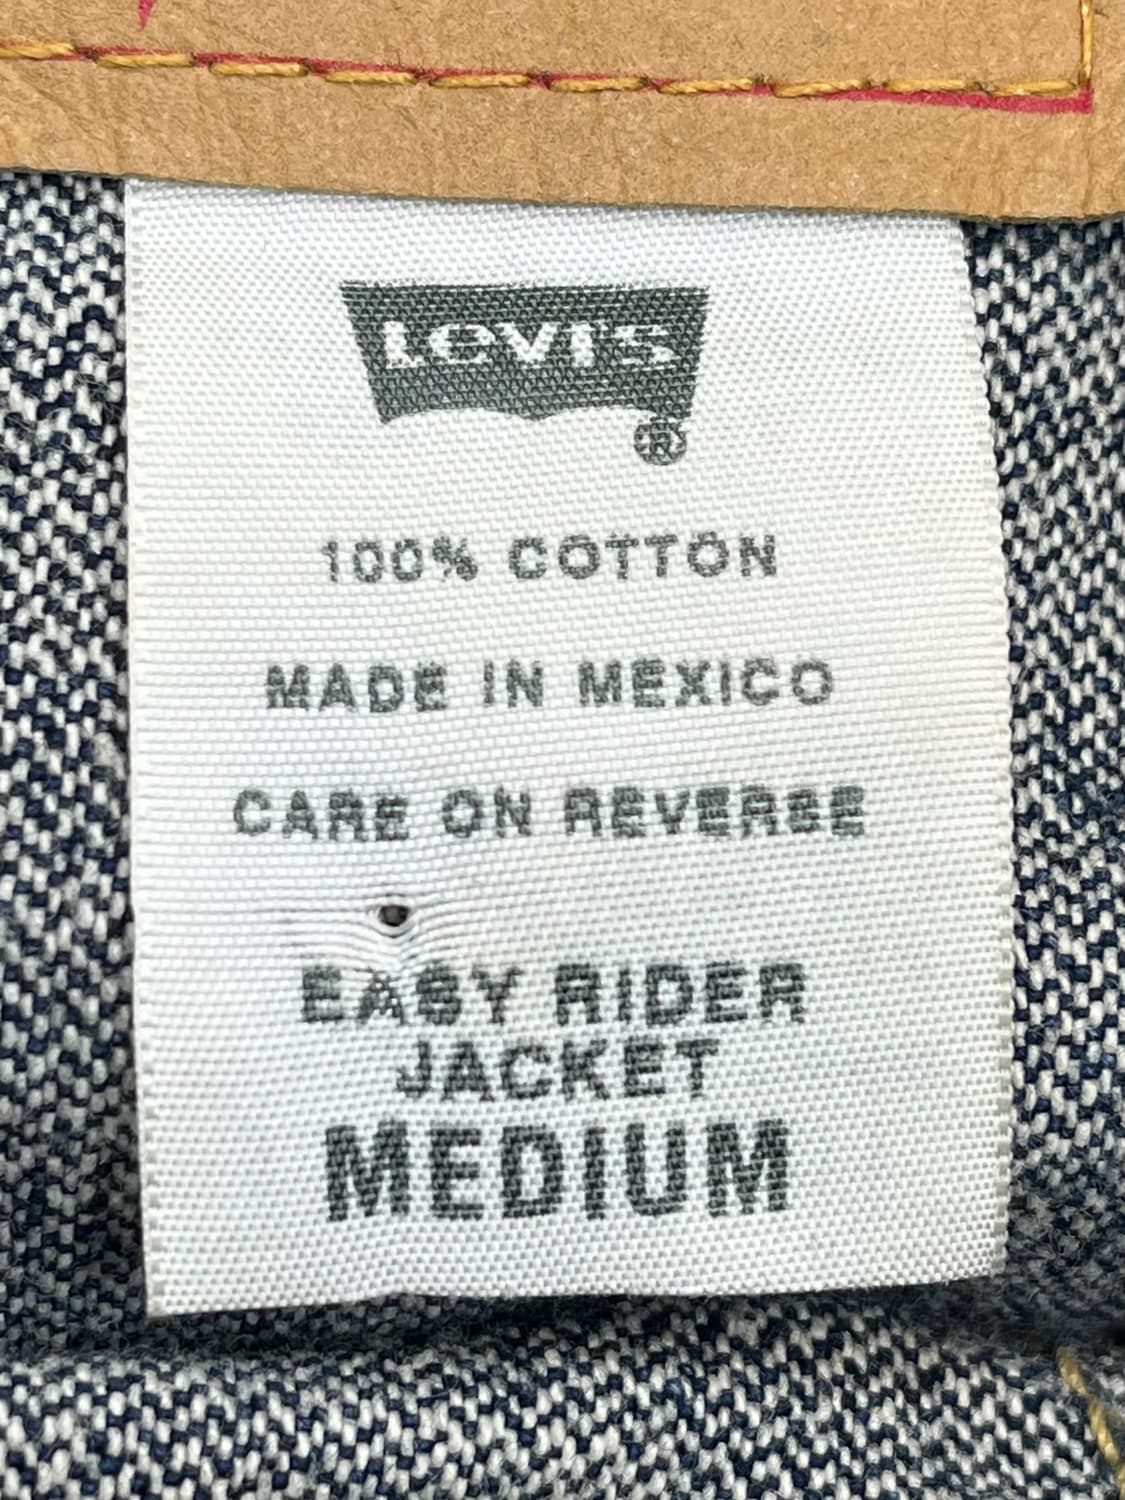 Levi's
®
100% COTTON
MADE IN MEXICO
CARE ON REVERSE
EASY RIDER
JACKET
MEDIUM